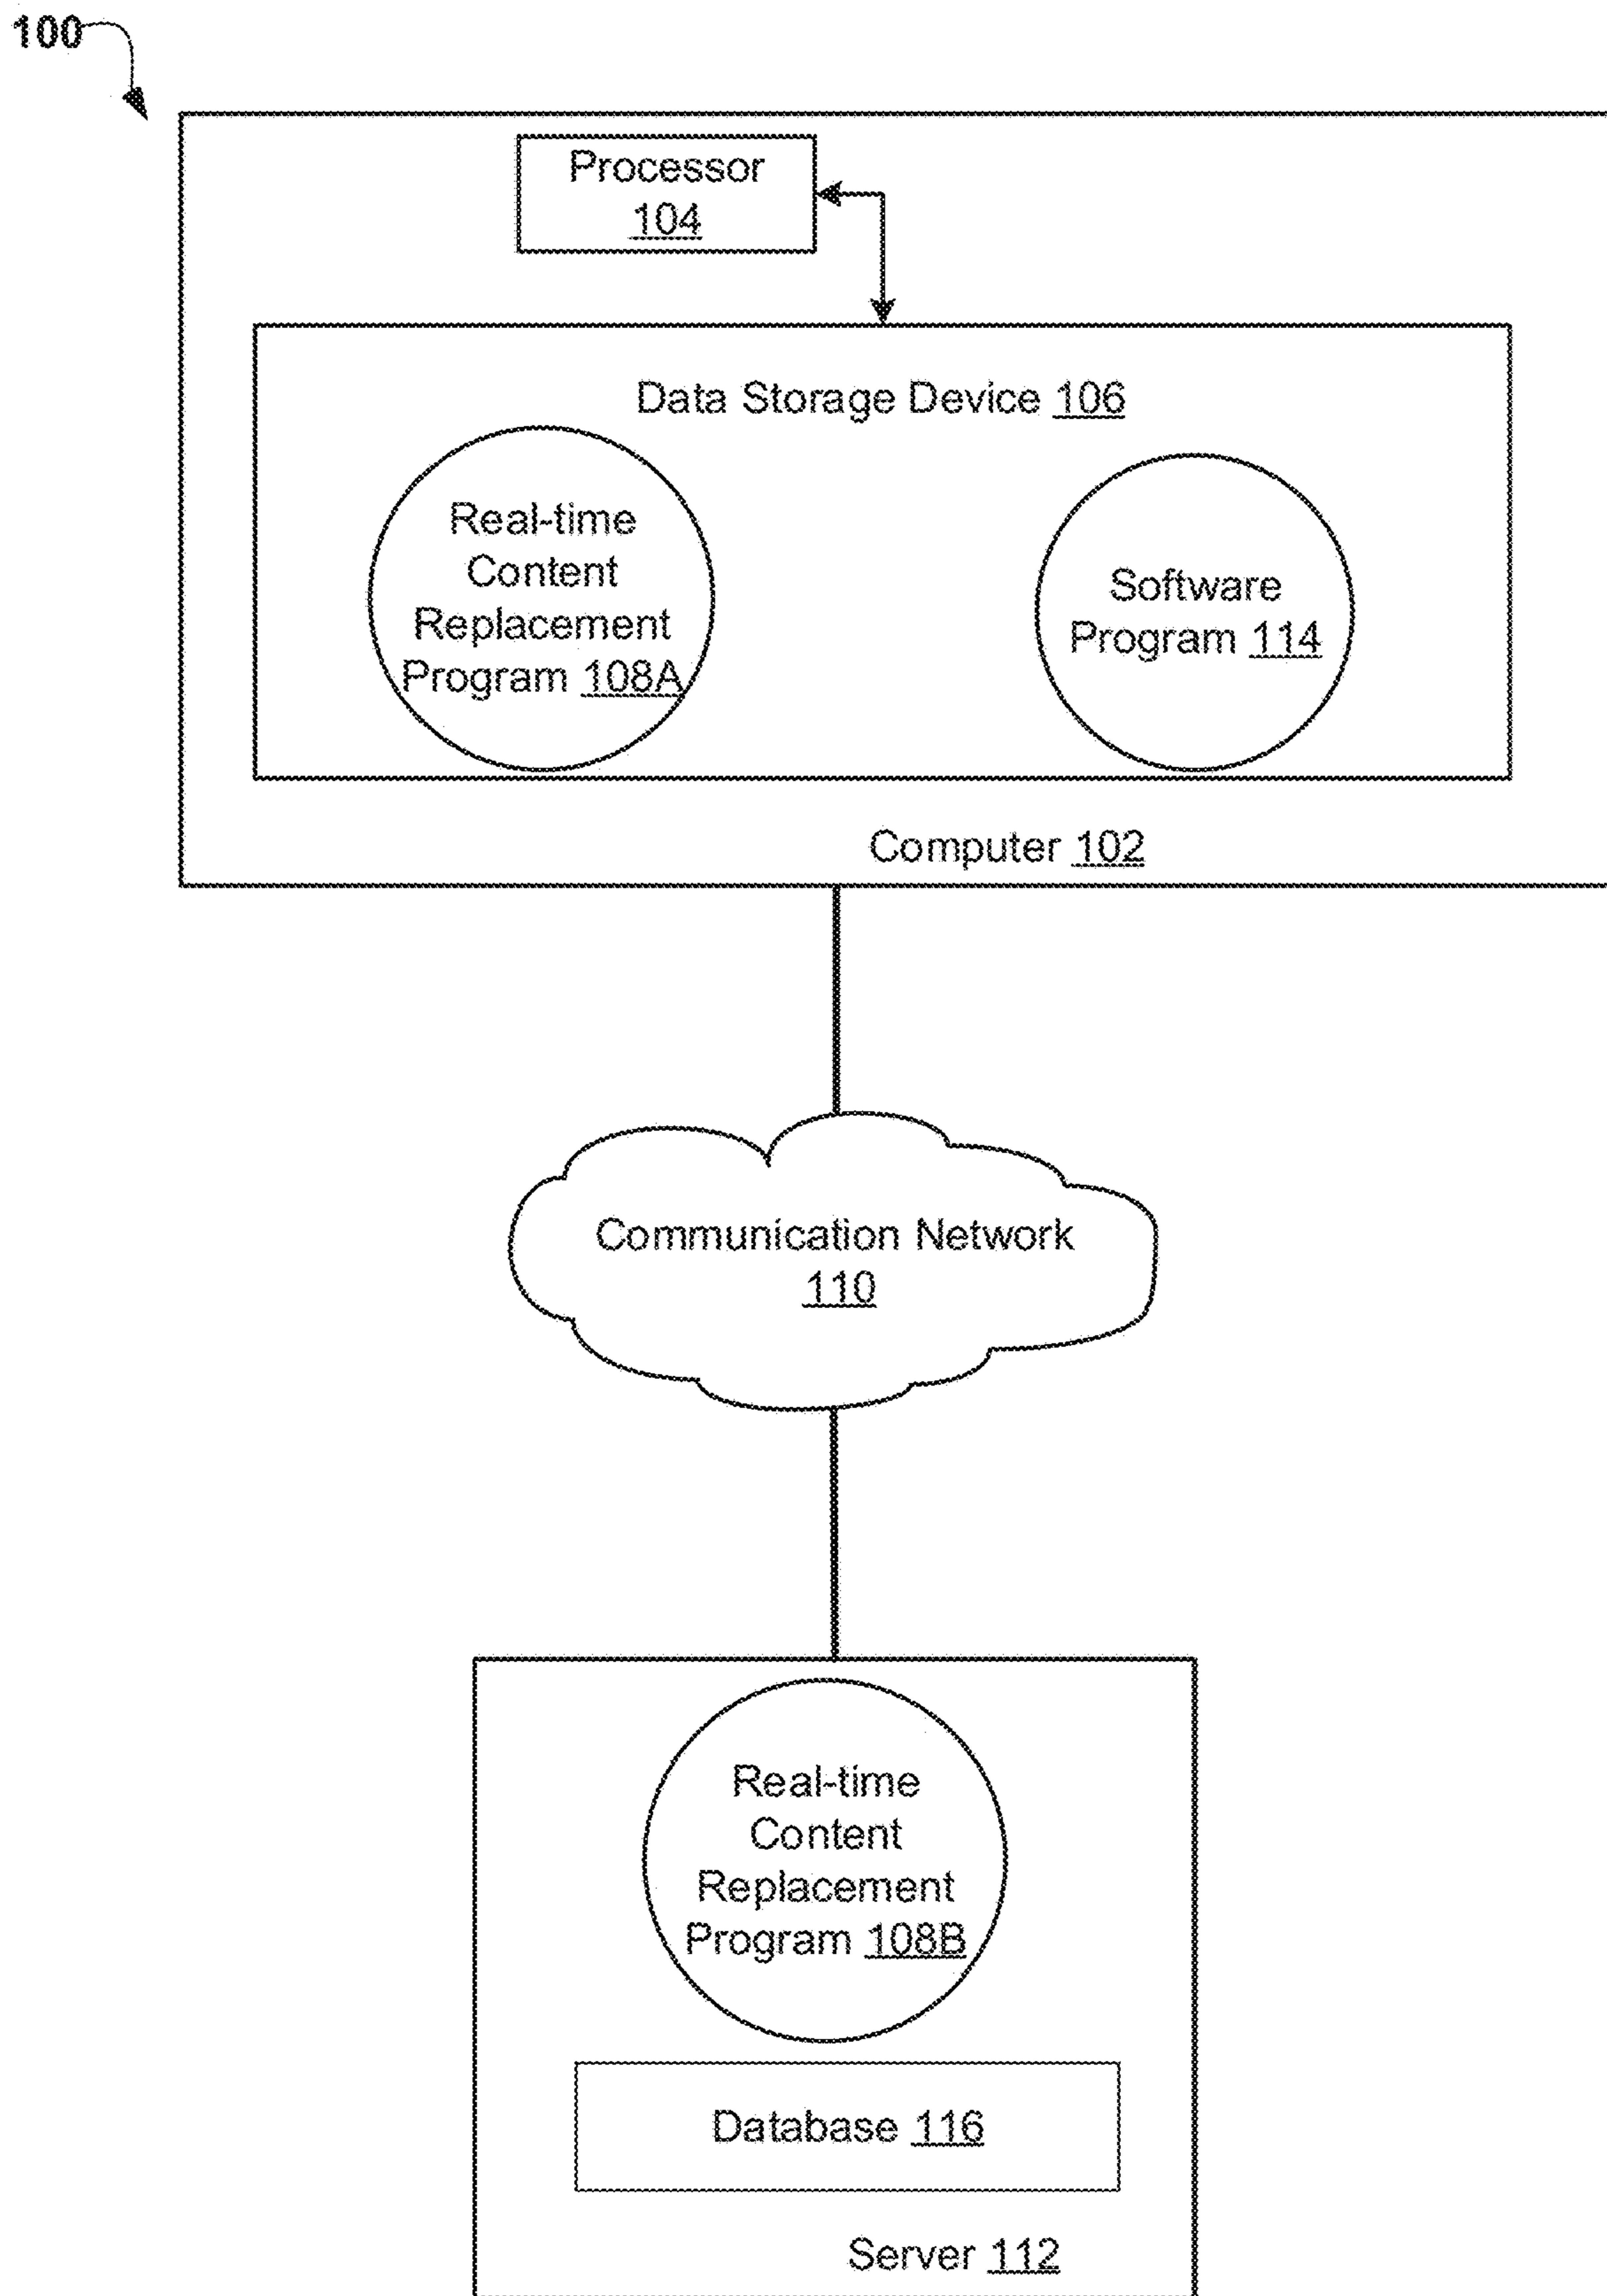 100
Processor
104
Data Storage Device 106
Real-time
Content
Replacement
Program 108A
Software
Program 114
Computer 102
Communication Network
110
Real-time
Content
Replacement
Program 108B
Database 116
Server 112